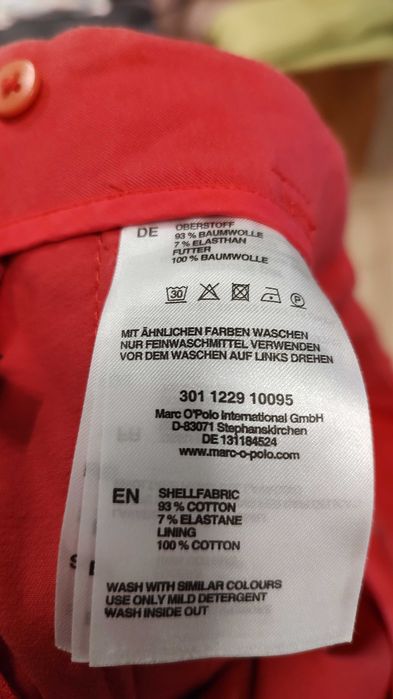 DE
OBERSTOFF
93 % BAUMWOLLE
7 % ELASTHAN
FUTTER
100 % BAUMWOLLE
30
P
MIT ÄHNLICHEN FARBEN WASCHEN
NUR FEINWASCHMITTEL VERWENDEN
VOR DEM WASCHEN AUF LINKS DREHEN
301 1229 10095
Marc O'Polo International GmbH
D-83071 Stephanskirchen
DE 131184524
www.marc-o-polo.com
EN
SHELLFABRIC
93 % COTTON
7 % ELASTANE
LINING
100 % COTTON
WASH WITH SIMILAR COLOURS
USE ONLY MILD DETERGENT
WASH INSIDE OUT